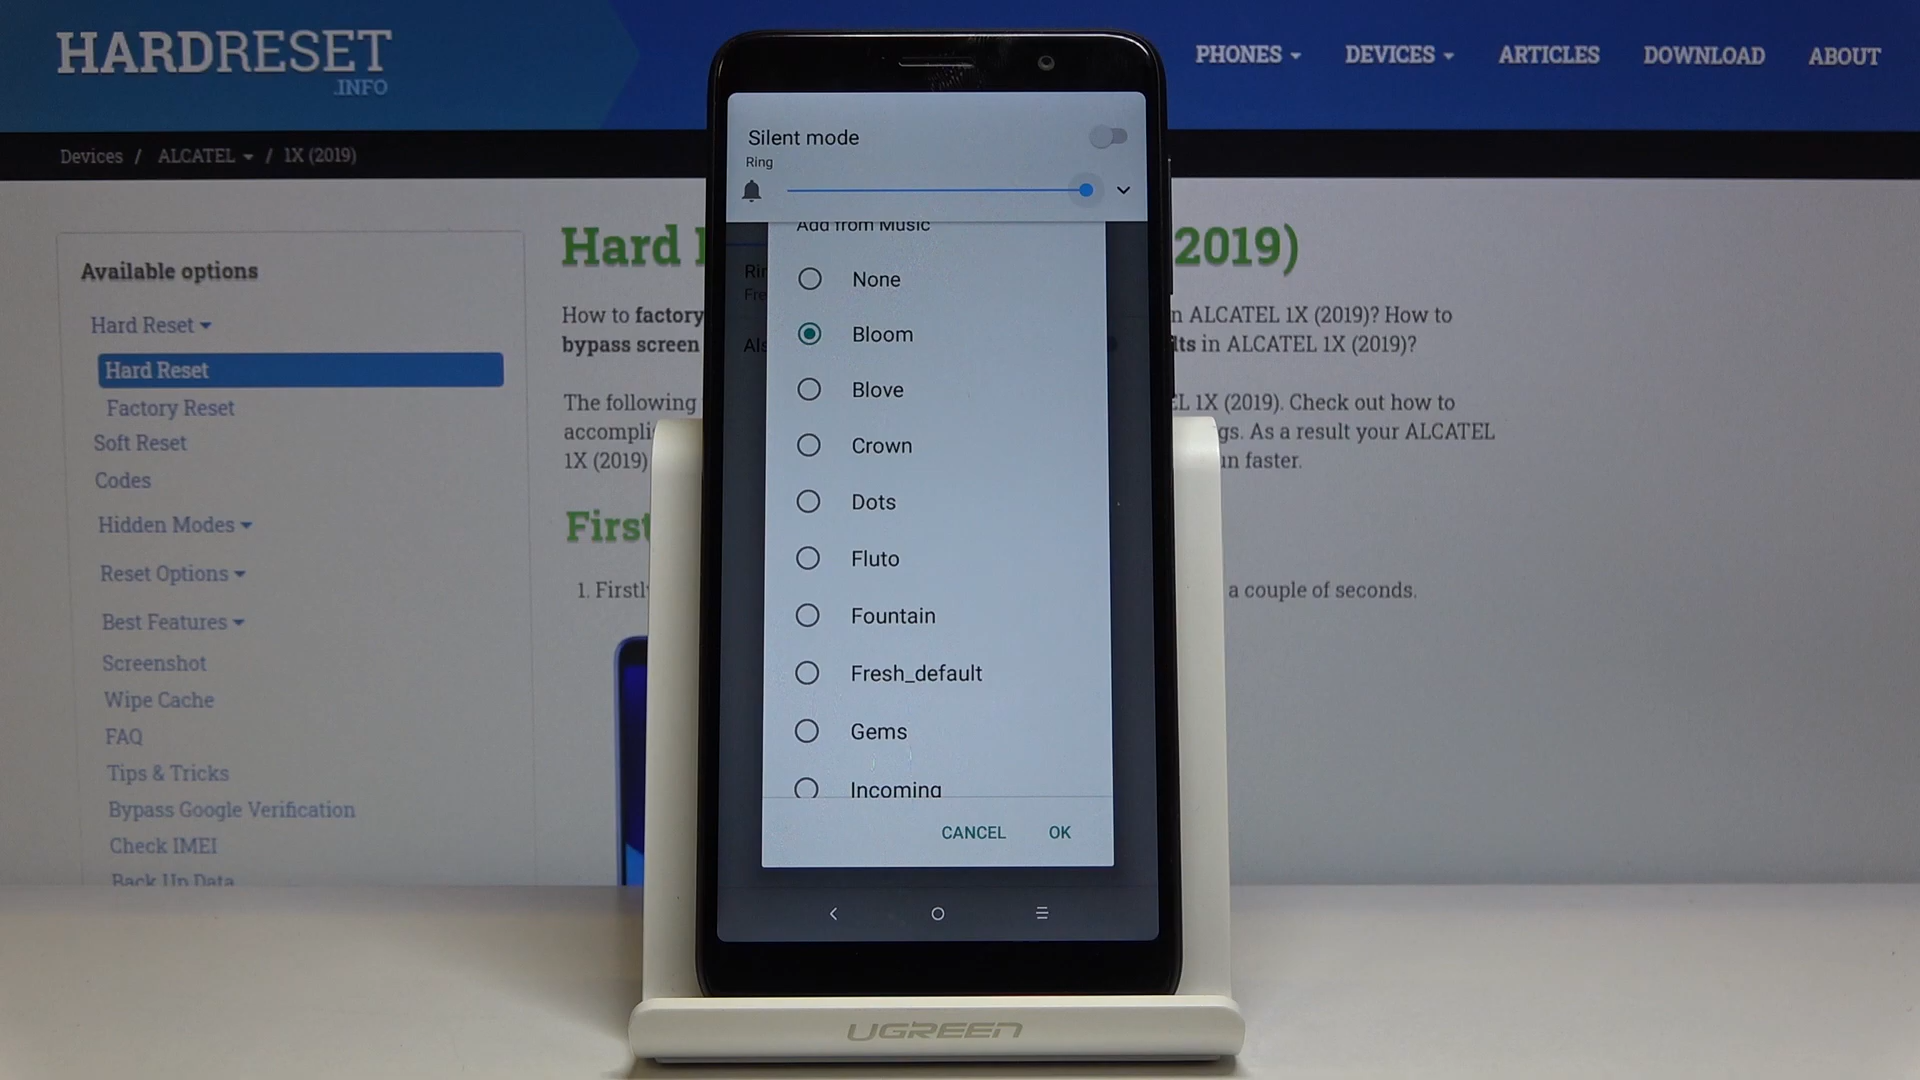 HARDRESET
.INFO
PHONES
DEVICES
ARTICLES
DOWNLOAD
ABOUT
Devices / ALCATEL / 1X (2019)
Available options
Hard Reset
Hard Reset
Factory Reset
Soft Reset
Codes
Hidden Modes
Reset Options
Best Features
Screenshot
Wipe Cache
FAQ
Tips & Tricks
Bypass Google Verification
Check IMEI
Back Up Data
Hard
2019)
How to factory
n ALCATEL 1X (2019)? How to
bypass screen
lts in ALCATEL 1X (2019)?
The following
EL 1X (2019). Check out how to
accompli
gs. As a result your ALCATEL
1X (2019)
un faster.
First
1. Firstl
a couple of seconds.
Silent mode
Ring
Add from Music
None
Bloom
Blove
Crown
Dots
Fluto
Fountain
Fresh_default
Gems
Incoming
CANCEL
OK
UGREEN